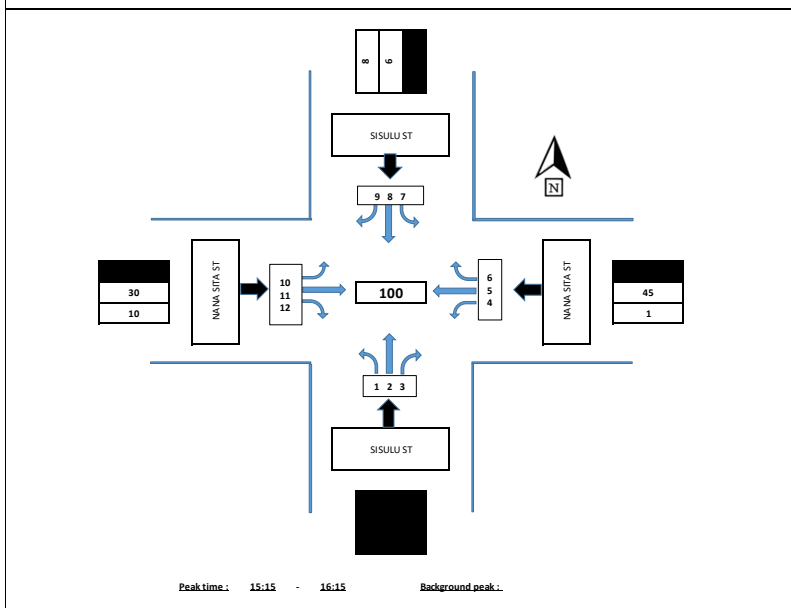 8 6
SISULU ST
N
9 8 7
30
10
NANA SITA ST
10
11
12
100
6
5
4
NANA SITA ST
45
1
1 2 3
SISULU ST
Peak time : 15:15 - 16:15 Background peak :